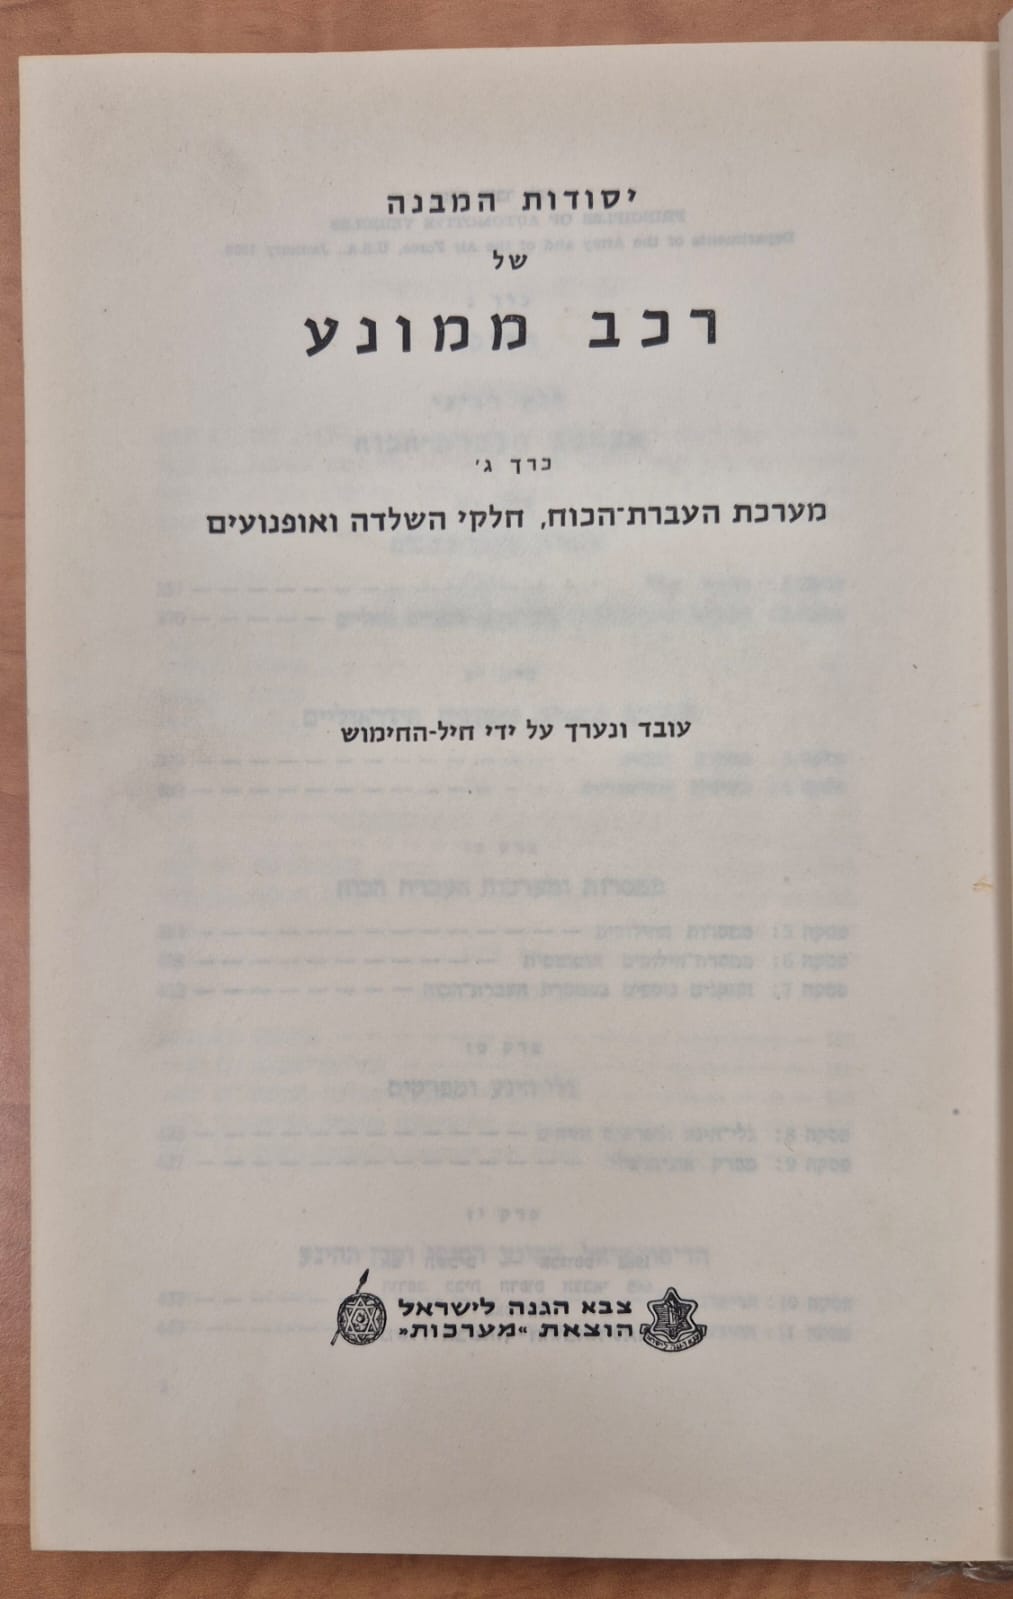 יסודות המבנה
של
רכב ממונע
כרך ג'
מערכת העברת־הכוח, חלקי השלדה ואופנועים
עובד ונערך על ידי חיל-החימוש
צבא הגנה לישראל
הוצאת "מערכות"